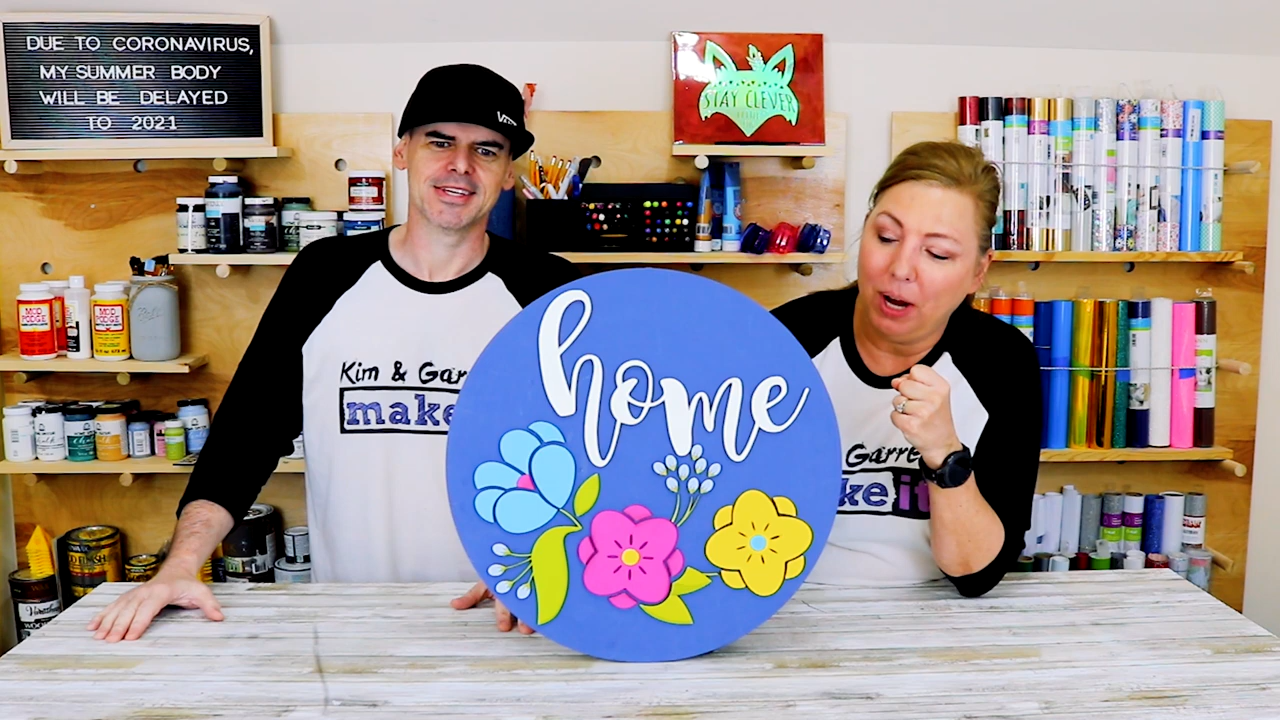 DUE TO CORONAVIRUS,
MY SUMMER BODY
WILL BE DELAYED
TO 2021
STAY CLEVER
VANS
MOD
PODGE
MOD
PODGE
Kim & Gar
make
Garre
ke it
home